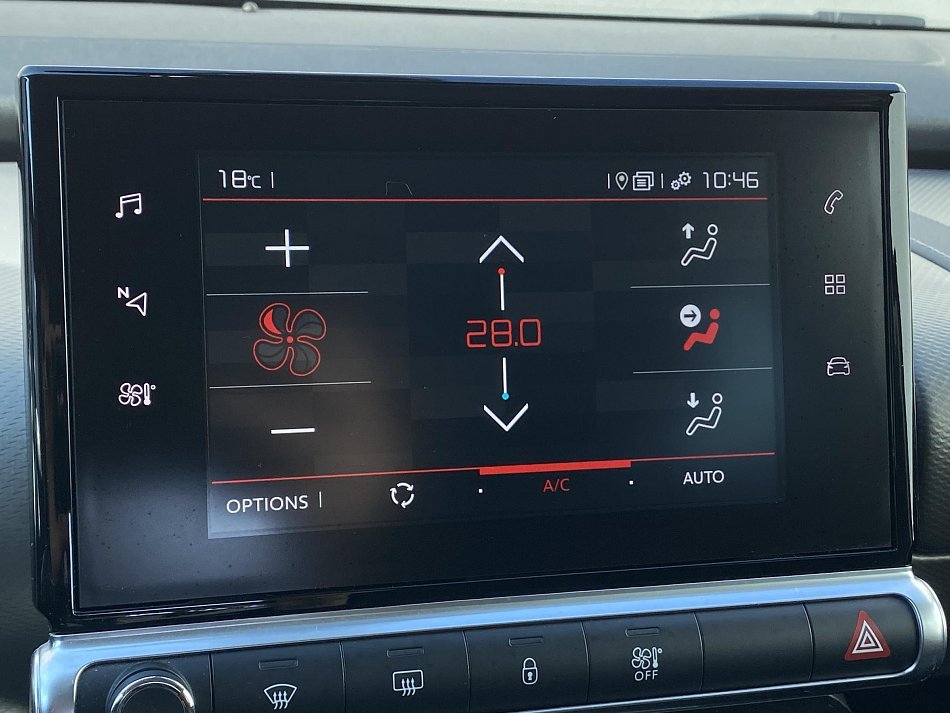 18°C
10:46
N
28.0
OPTIONS
A/C
AUTO
OFF